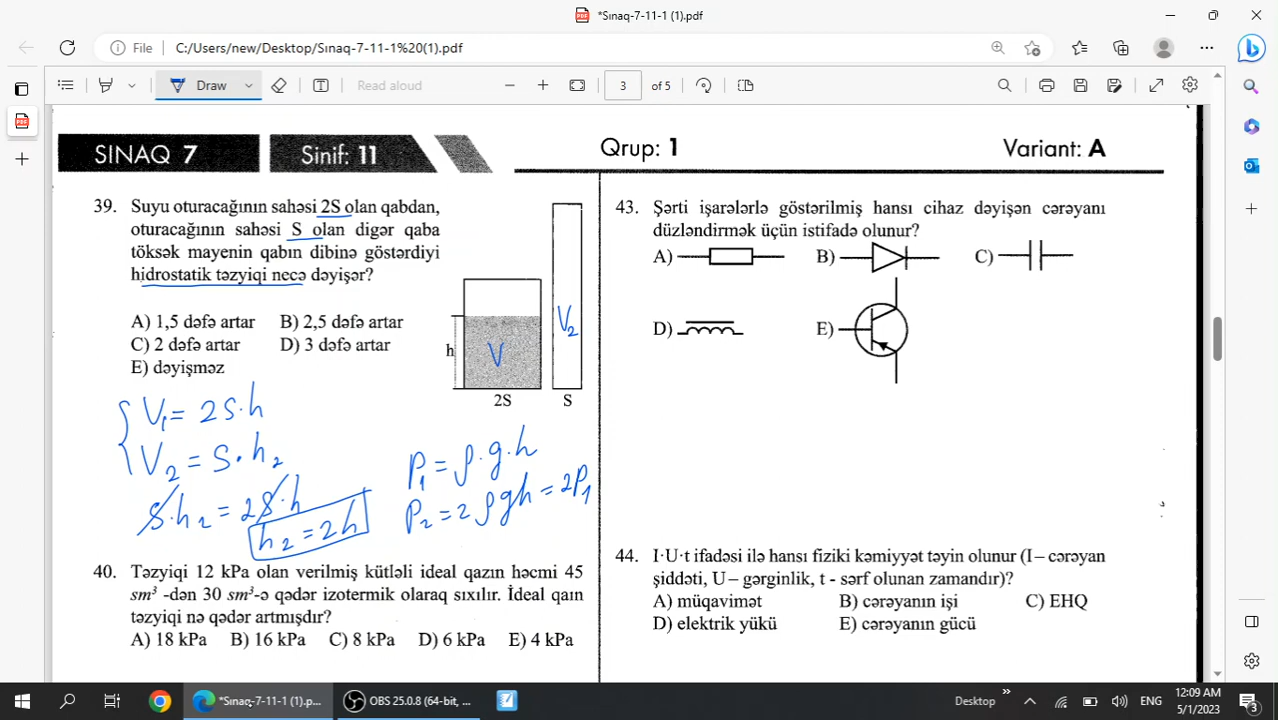 *Sınaq-7-11-1 (1).pdf
File
C:/Users/new/Desktop/Sınaq-7-11-1%20(1).pdf
Draw
Read aloud
3
of 5
SINAQ 7
Sinif: 11
Qrup: 1
Variant: A
39. Suyu oturacağının sahəsi 2S olan qabdan,
oturacağının sahəsi S olan digər qaba
töksək mayenin qabın dibinə göstərdiyi
hidrostatik təzyiqi necə dəyişər?
A) 1,5 dəfə artar B) 2,5 dəfə artar
C) 2 dəfə artar D) 3 dəfə artar
E) dəyişməz
h
V
V₂
2S
S
V₁ = 2S·h
V₂ = S·h₂
S·h₂ = 2S·h
h₂ = 2h
P₁ = ρ·g·h
P₂ = 2ρgh = 2P₁
40. Təzyiqi 12 kPa olan verilmiş kütləli ideal qazın həcmi 45
sm³ -dən 30 sm³-ə qədər izotermik olaraq sıxılır. İdeal qaın
təzyiqi nə qədər artmışdır?
A) 18 kPa B) 16 kPa C) 8 kPa D) 6 kPa E) 4 kPa
43. Şərti işarələrlə göstərilmiş hansı cihaz dəyişən cərəyanı
düzləndirmək üçün istifadə olunur?
A) B) C)
D) E)
44. I·U·t ifadəsi ilə hansı fiziki kəmiyyət təyin olunur (I – cərəyan
şiddəti, U – gərginlik, t - sərf olunan zamandır)?
A) müqavimət B) cərəyanın işi C) EHQ
D) elektrik yükü E) cərəyanın gücü
*Sınaq-7-11-1 (1).p...
OBS 25.0.8 (64-bit, ...
Desktop
ENG
12:09 AM
5/1/2023
3